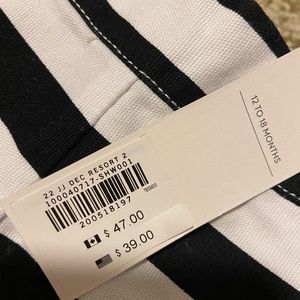 22 JJ DEC RESORT 2
100040717-SHW001
200518197
$ 47.00
$ 39.00
12 TO 18 MONTHS